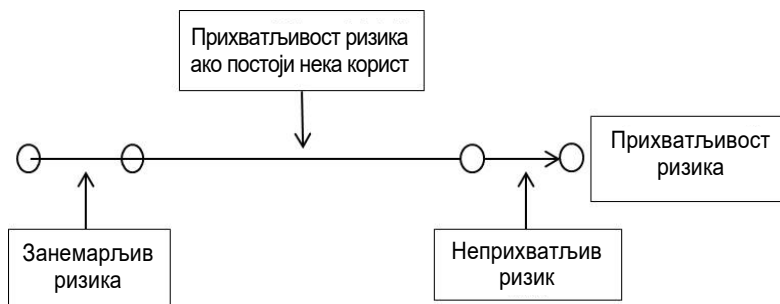 Прихватљивост ризика
ако постоји нека корист
Прихватљивост
ризика
Занемарљив
ризика
Неприхватљив
ризик